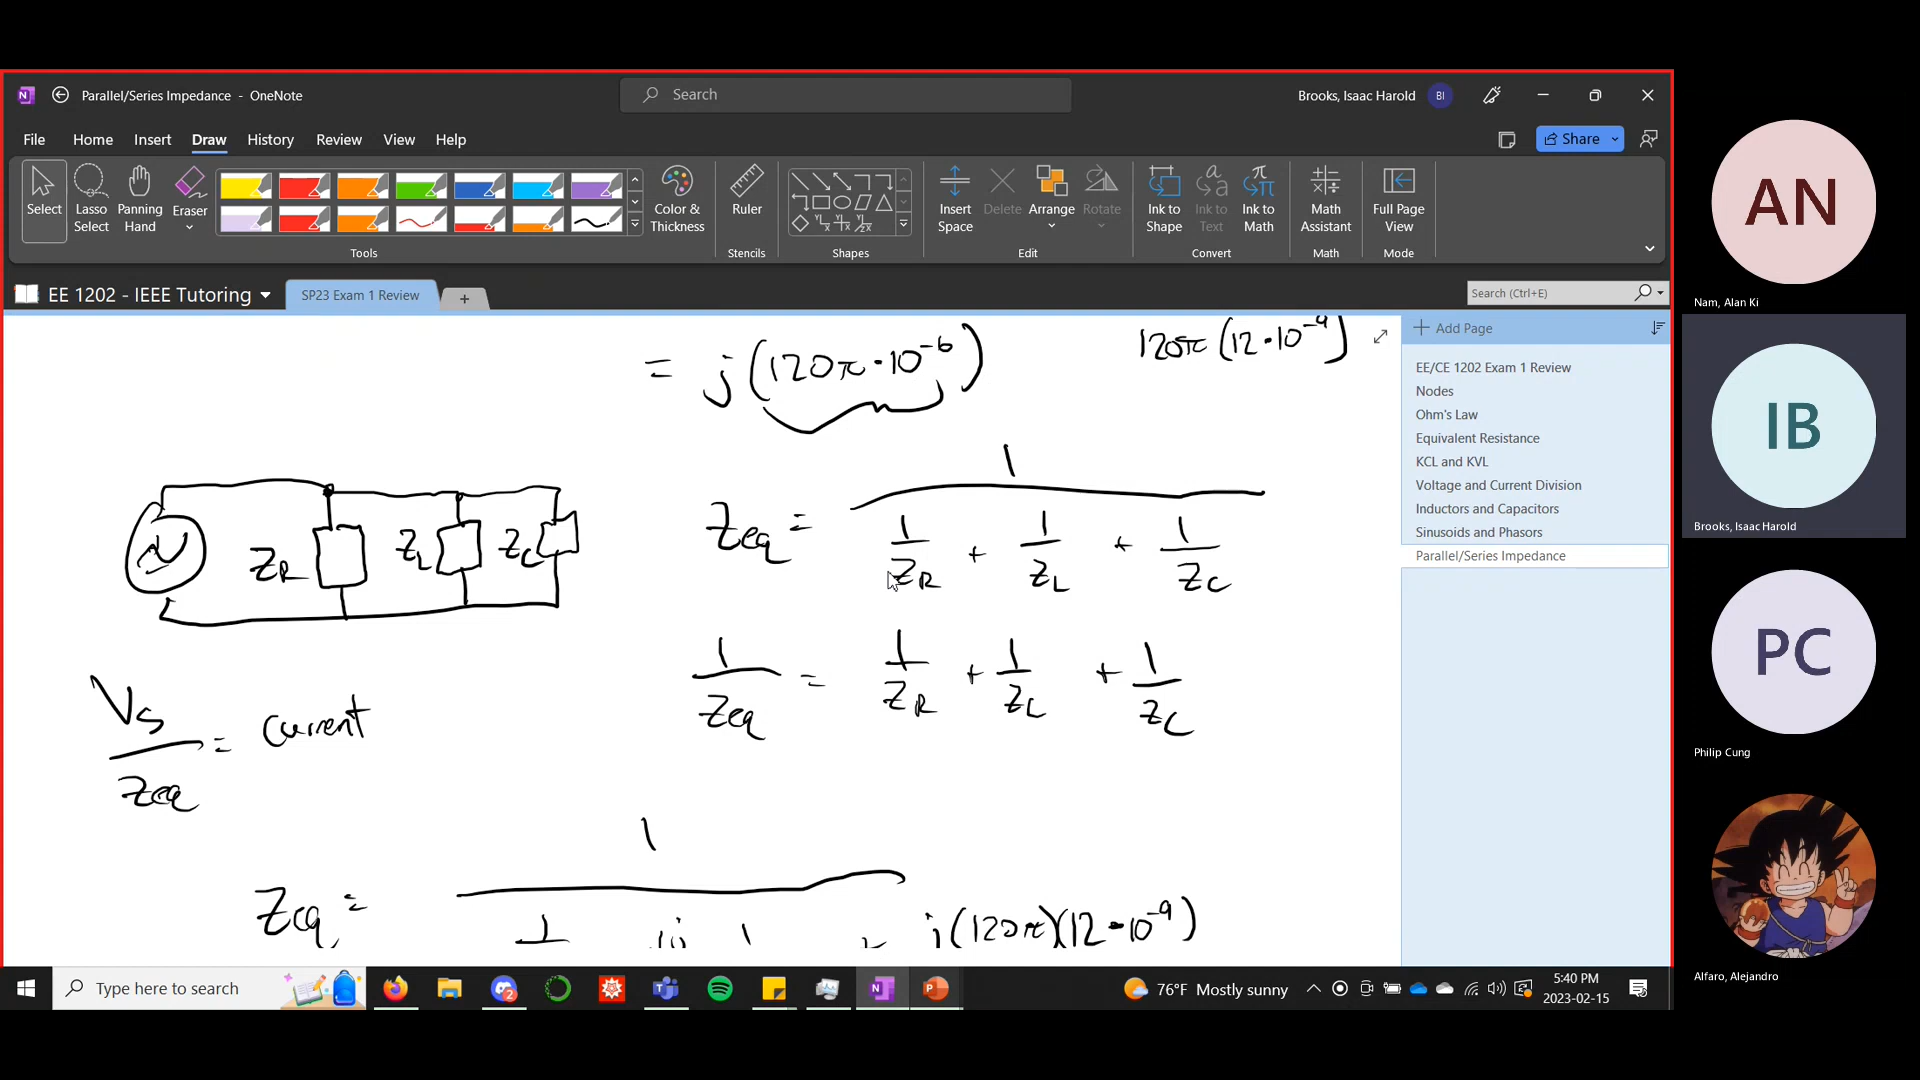 Parallel/Series Impedance - OneNote
Search
Brooks, Isaac Harold
BI
File Home Insert Draw History Review View Help
Share
Select
Lasso Select
Panning Hand
Eraser
Color & Thickness
Ruler
Insert Space
Delete
Arrange
Rotate
Ink to Shape
Ink to Text
Ink to Math
Math Assistant
Full Page View
Tools
Stencils
Shapes
Edit
Convert
Math
Mode
EE 1202 - IEEE Tutoring
SP23 Exam 1 Review
+
Search (Ctrl+E)
= j(120π·10⁻⁶)
120π(12·10⁻⁹)
Zeq = 1 / (1/ZR + 1/ZL + 1/ZC)
ZR ZL ZC
1/Zeq = 1/ZR + 1/ZL + 1/ZC
Vs/Zeq = current
Zeq = 1
1
j(120π)(12·10⁻⁹)
Add Page
EE/CE 1202 Exam 1 Review
Nodes
Ohm's Law
Equivalent Resistance
KCL and KVL
Voltage and Current Division
Inductors and Capacitors
Sinusoids and Phasors
Parallel/Series Impedance
AN
Nam, Alan Ki
IB
Brooks, Isaac Harold
PC
Philip Cung
Alfaro, Alejandro
Type here to search
76°F Mostly sunny
5:40 PM
2023-02-15